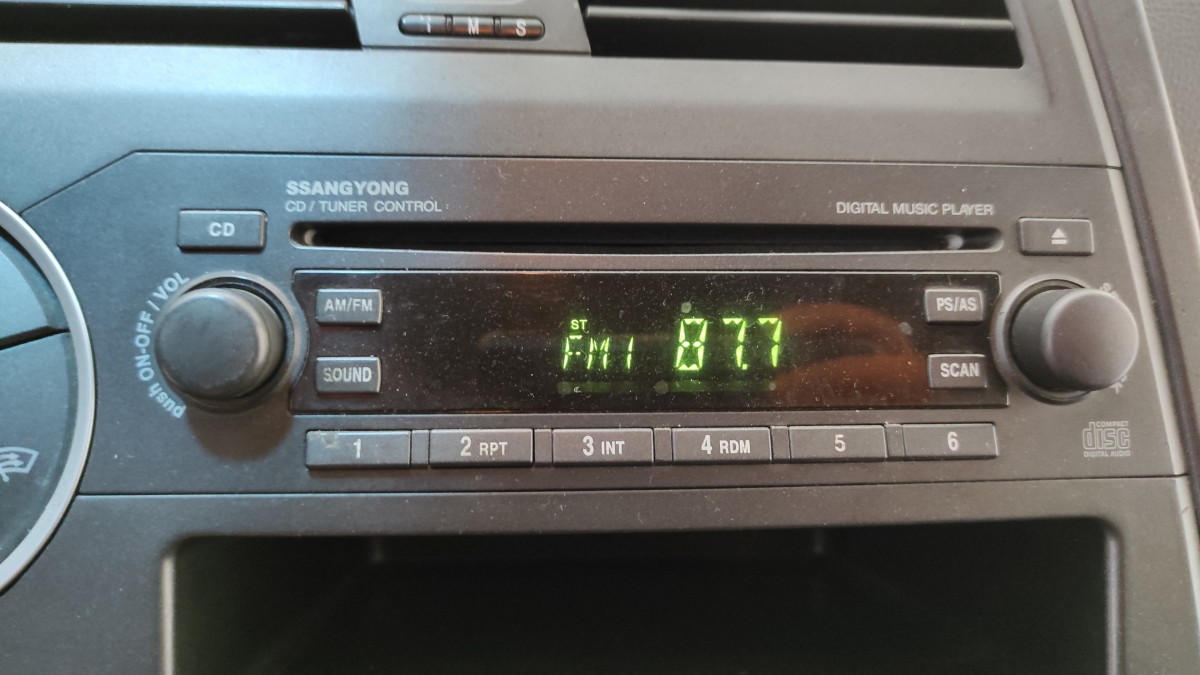 T M S
SSANGYONG
CD / TUNER CONTROL
DIGITAL MUSIC PLAYER
CD
push ON-OFF / VOL
AM/FM
PS/AS
ST
FM1 87.7
SOUND
SCAN
1
2 RPT
3 INT
4 RDM
5
6
COMPACT
disc
DIGITAL AUDIO